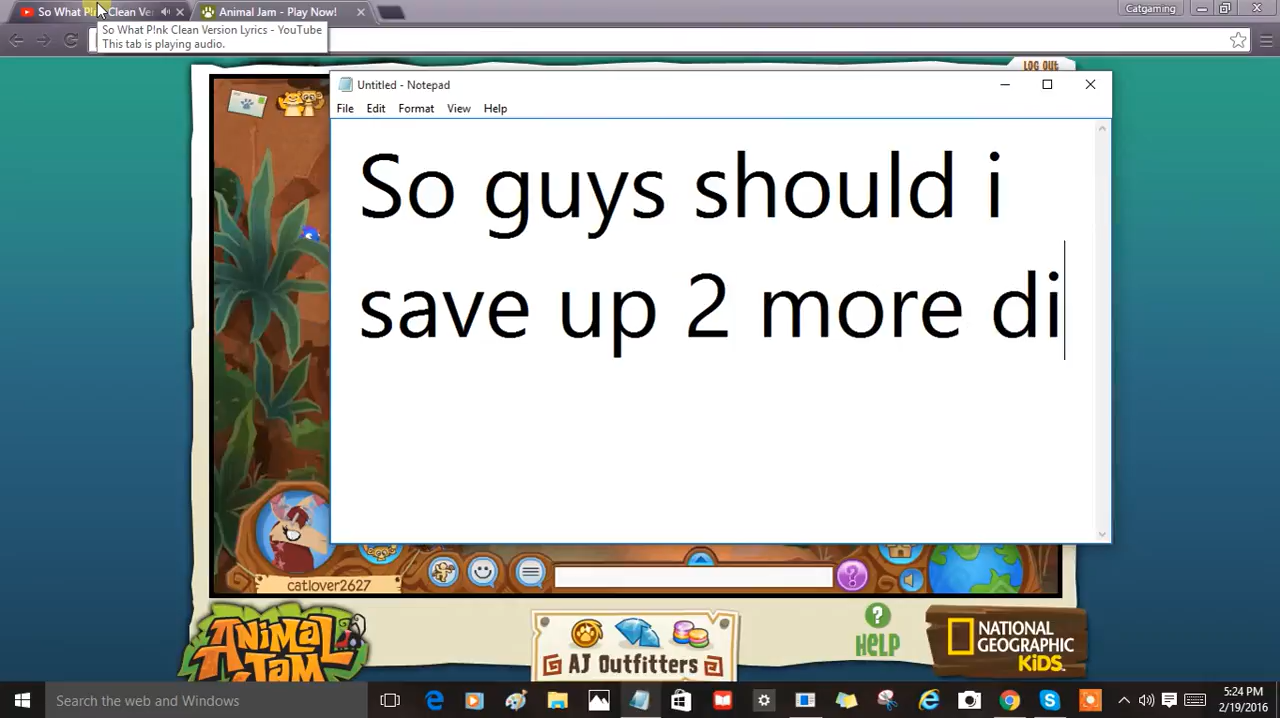 So What P!nk Clean Ver
Animal Jam - Play Now!
Catgaming
So What P!nk Clean Version Lyrics - YouTube
This tab is playing audio.
LOG OUT
Untitled - Notepad
File Edit Format View Help
So guys should i
save up 2 more di
catlover2627
?
ANIMAL JAM
AJ Outfitters
?
HELP
NATIONAL GEOGRAPHIC KiDS
Search the web and Windows
5:24 PM
2/19/2016